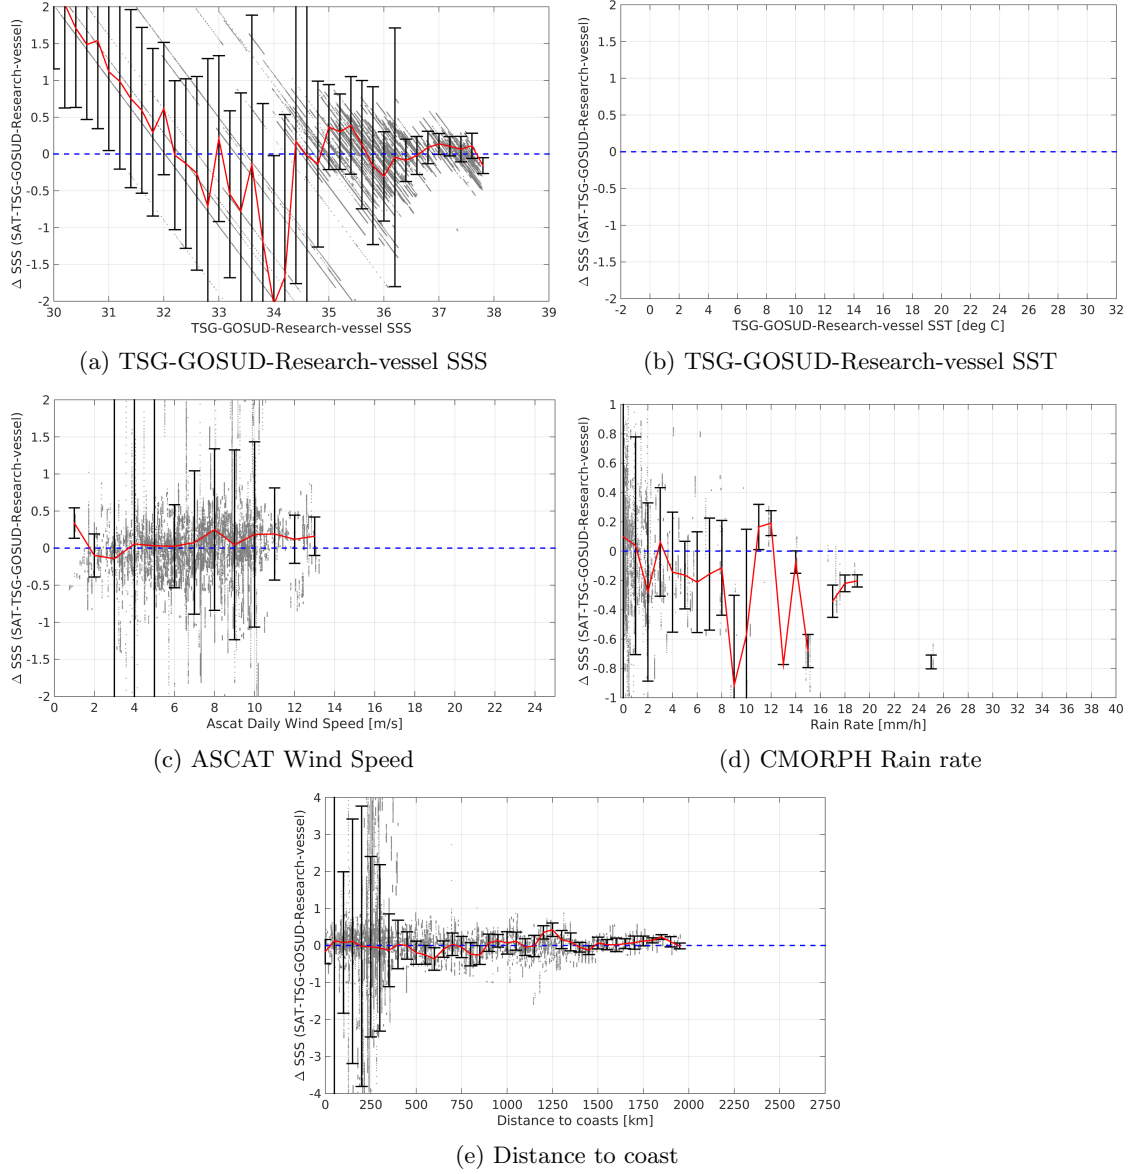 2
1.5
1
0.5
0
-0.5
-1
-1.5
-2
Δ SSS (SAT-TSG-GOSUD-Research-vessel)
30 31 32 33 34 35 36 37 38 39
TSG-GOSUD-Research-vessel SSS
(a) TSG-GOSUD-Research-vessel SSS
2
1.5
1
0.5
0
-0.5
-1
-1.5
-2
Δ SSS (SAT-TSG-GOSUD-Research-vessel)
-2 0 2 4 6 8 10 12 14 16 18 20 22 24 26 28 30 32
TSG-GOSUD-Research-vessel SST [deg C]
(b) TSG-GOSUD-Research-vessel SST
2
1.5
1
0.5
0
-0.5
-1
-1.5
-2
Δ SSS (SAT-TSG-GOSUD-Research-vessel)
0 2 4 6 8 10 12 14 16 18 20 22 24
Ascat Daily Wind Speed [m/s]
(c) ASCAT Wind Speed
1
0.8
0.6
0.4
0.2
0
-0.2
-0.4
-0.6
-0.8
-1
Δ SSS (SAT-TSG-GOSUD-Research-vessel)
0 2 4 6 8 10 12 14 16 18 20 22 24 26 28 30 32 34 36 38 40
Rain Rate [mm/h]
(d) CMORPH Rain rate
4
3
2
1
0
-1
-2
-3
-4
Δ SSS (SAT-TSG-GOSUD-Research-vessel)
0 250 500 750 1000 1250 1500 1750 2000 2250 2500 2750
Distance to coasts [km]
(e) Distance to coast